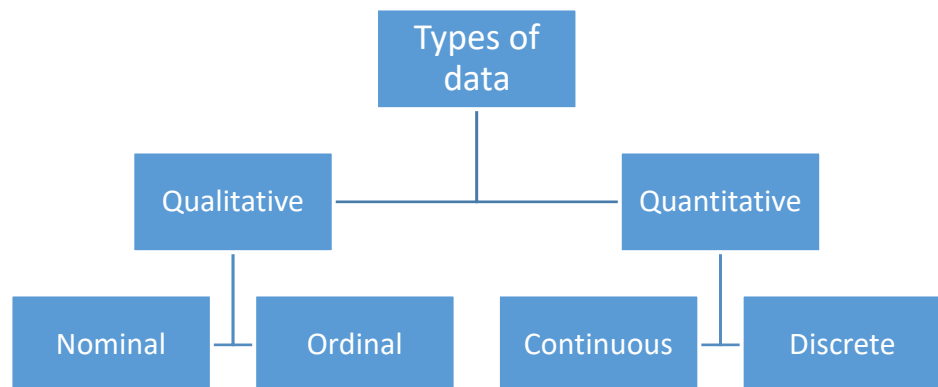 Types of
data
Qualitative
Quantitative
Nominal
Ordinal
Continuous
Discrete